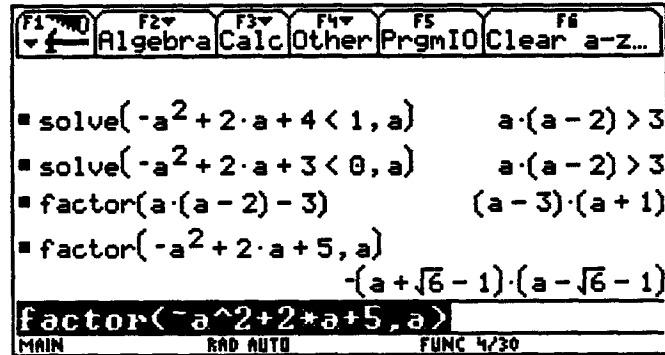 F1 F2 Algebra F3 Calc F4 Other F5 PrgmIO F6 Clear a-z…
solve(⁻a² + 2·a + 4 < 1, a) a·(a − 2) > 3
solve(⁻a² + 2·a + 3 < 0, a) a·(a − 2) > 3
factor(a·(a − 2) − 3) (a − 3)·(a + 1)
factor(⁻a² + 2·a + 5, a)
⁻(a + √6 − 1)·(a − √6 − 1)
factor(⁻a^2+2*a+5,a)
MAIN RAD AUTO FUNC 4/30